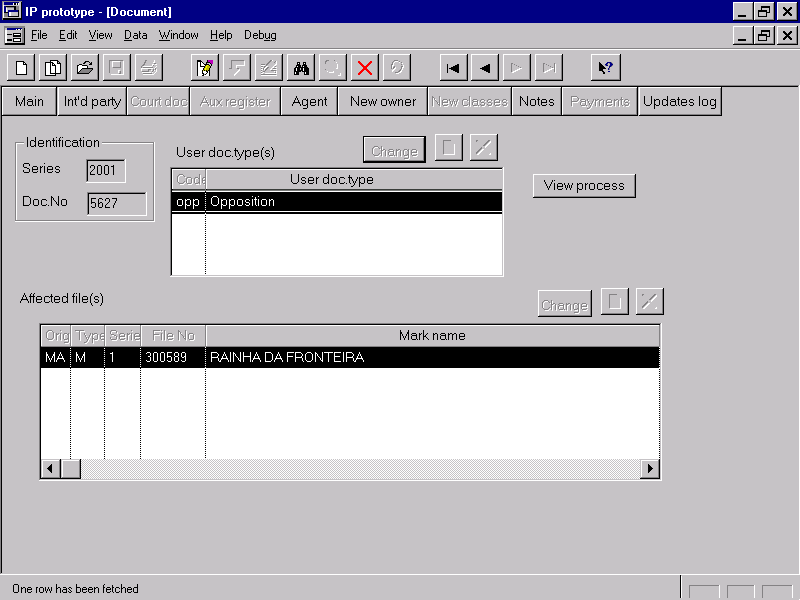 IP prototype - [Document]
File Edit View Data Window Help Debug
Main Int'd party Court doc Aux register Agent New owner New classes Notes Payments Updates log
Identification
Series 2001
Doc.No 5627
User doc.type(s) Change
Code User doc.type
opp Opposition
View process
Affected file(s) Change
Orig Type Serie File No Mark name
MA M 1 300589 RAINHA DA FRONTEIRA
One row has been fetched